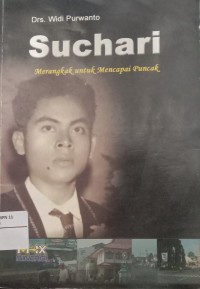 Drs. Widi Purwanto
Suchari
Merangkak untuk Mencapai Puncak